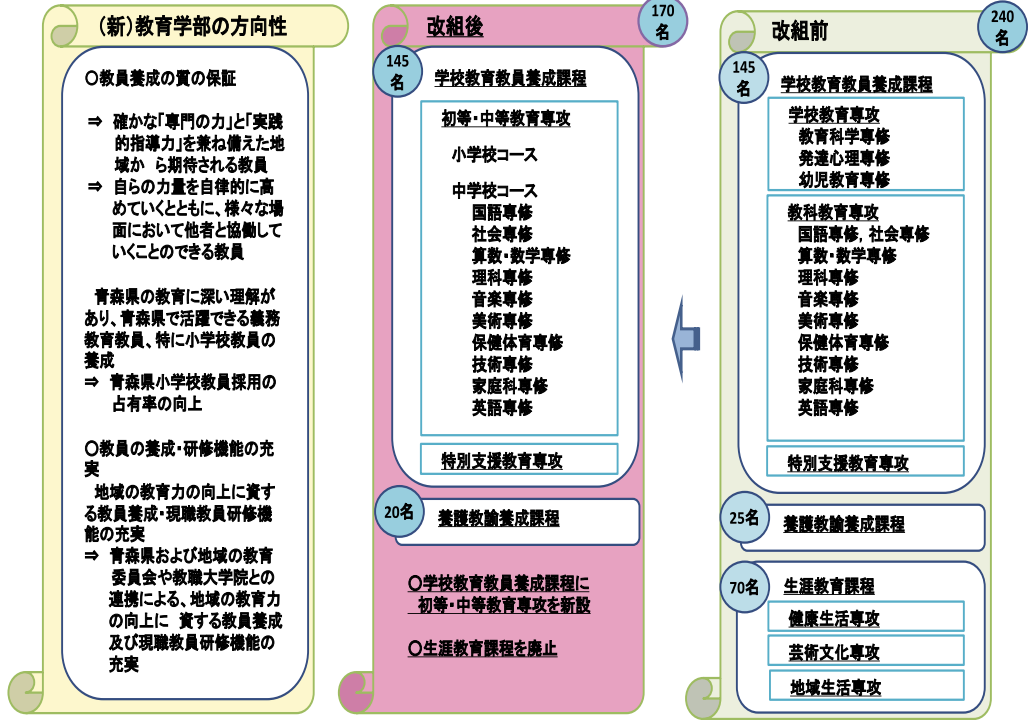 (新)教育学部の方向性
〇教員養成の質の保証
⇒ 確かな「専門の力」と「実践
的指導力」を兼ね備えた地
域か ら期待される教員
⇒ 自らの力量を自律的に高
めていくとともに、様々な場
面において他者と協働して
いくことのできる教員
青森県の教育に深い理解が
あり、青森県で活躍できる義務
教育教員、特に小学校教員の
養成
⇒ 青森県小学校教員採用の
占有率の向上
〇教員の養成・研修機能の充
実
地域の教育力の向上に資す
る教員養成・現職教員研修機
能の充実
⇒ 青森県および地域の教育
委員会や教職大学院との
連携による、地域の教育力
の向上に 資する教員養成
及び現職教員研修機能の
充実
改組後
170
名
145
名
学校教育教員養成課程
初等・中等教育専攻
小学校コース
中学校コース
国語専修
社会専修
算数・数学専修
理科専修
音楽専修
美術専修
保健体育専修
技術専修
家庭科専修
英語専修
特別支援教育専攻
20名
養護教諭養成課程
〇学校教育教員養成課程に
初等・中等教育専攻を新設
〇生涯教育課程を廃止
改組前
240
名
145
名
学校教育教員養成課程
学校教育専攻
教育科学専修
発達心理専修
幼児教育専修
教科教育専攻
国語専修, 社会専修
算数・数学専修
理科専修
音楽専修
美術専修
保健体育専修
技術専修
家庭科専修
英語専修
特別支援教育専攻
25名
養護教諭養成課程
70名
生涯教育課程
健康生活専攻
芸術文化専攻
地域生活専攻